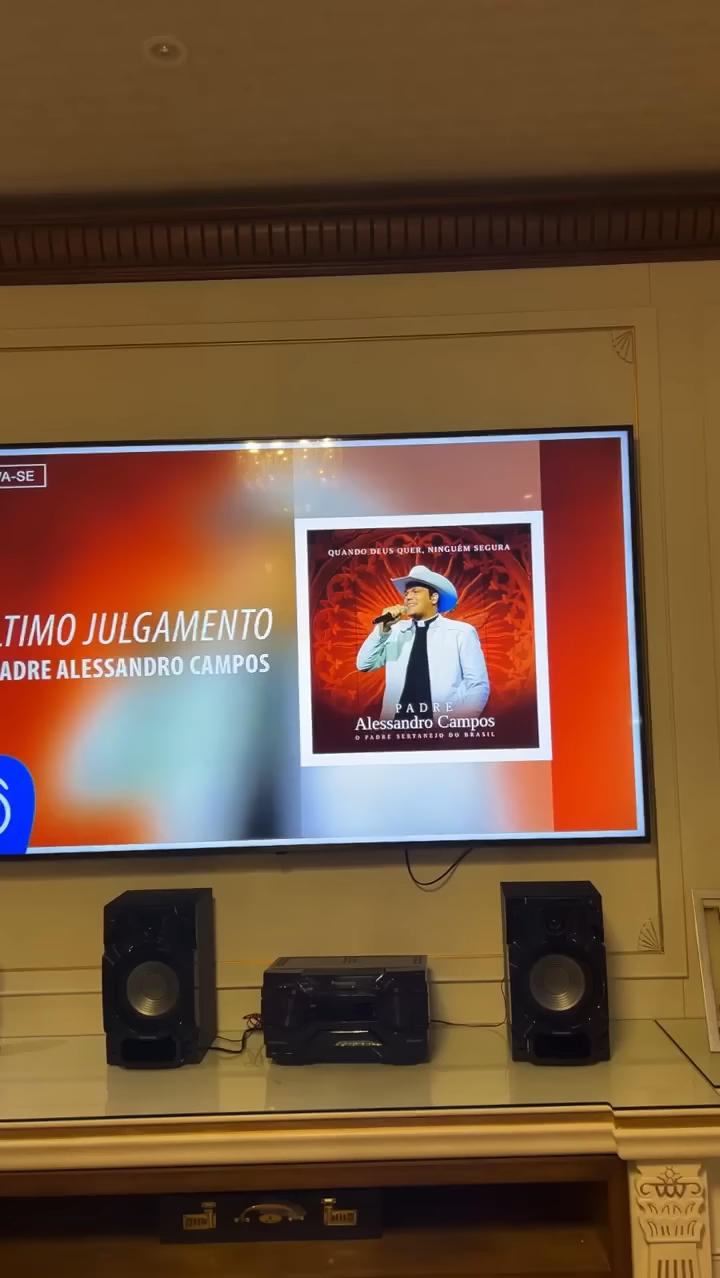 VA-SE
LTIMO JULGAMENTO
ADRE ALESSANDRO CAMPOS
QUANDO DEUS QUER, NINGUÉM SEGURA
PADRE
Alessandro Campos
O PADRE SERTANEJO DO BRASIL